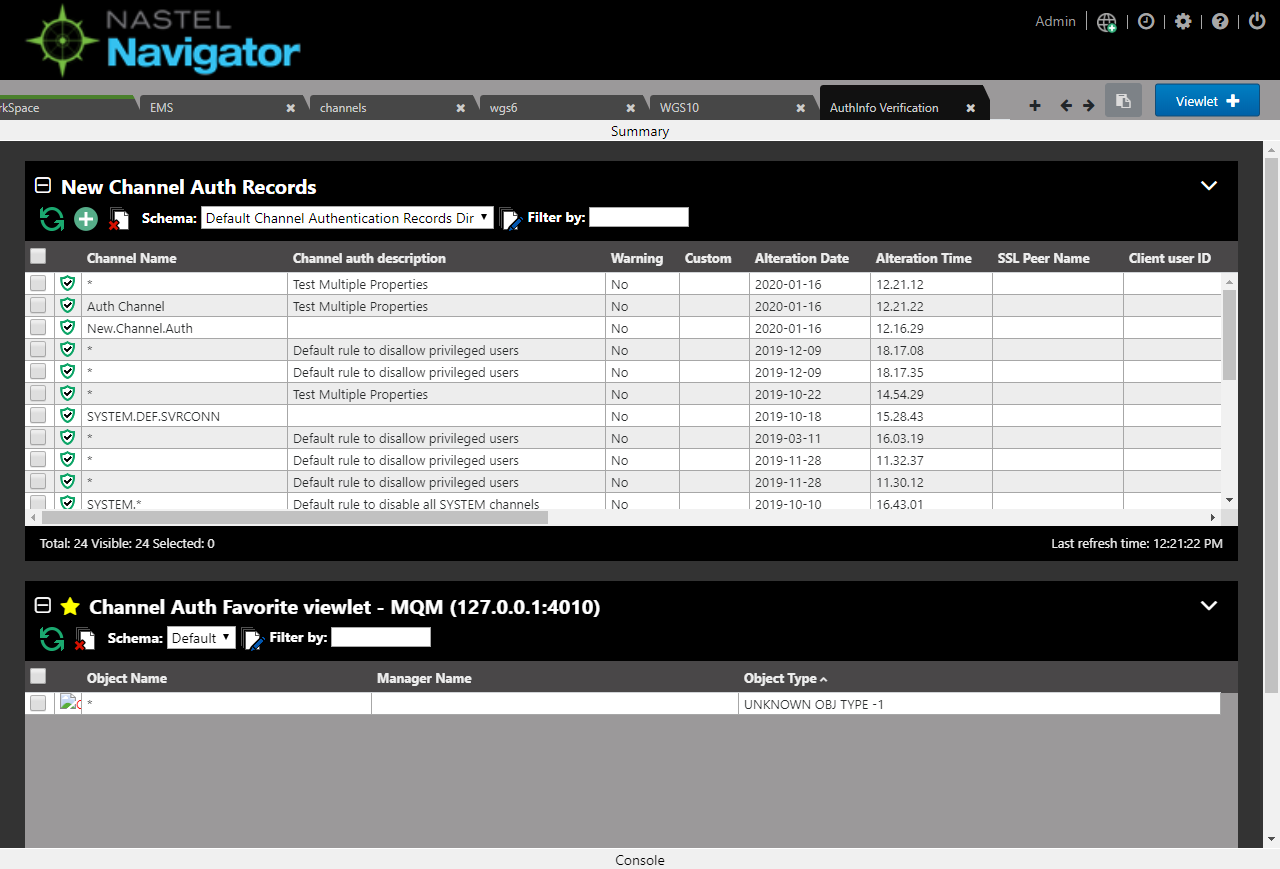 NASTEL
Navigator
Admin
rkSpace
EMS
channels
wgs6
WGS10
AuthInfo Verification
Viewlet
Summary
New Channel Auth Records
Schema: Default Channel Authentication Records Dir Filter by:
Channel Name Channel auth description Warning Custom Alteration Date Alteration Time SSL Peer Name Client user ID
* Test Multiple Properties No 2020-01-16 12.21.12
Auth Channel Test Multiple Properties No 2020-01-16 12.21.22
New.Channel.Auth No 2020-01-16 12.16.29
* Default rule to disallow privileged users No 2019-12-09 18.17.08
* Default rule to disallow privileged users No 2019-12-09 18.17.35
* Test Multiple Properties No 2019-10-22 14.54.29
SYSTEM.DEF.SVRCONN No 2019-10-18 15.28.43
* Default rule to disallow privileged users No 2019-03-11 16.03.19
* Default rule to disallow privileged users No 2019-11-28 11.32.37
* Default rule to disallow privileged users No 2019-11-28 11.30.12
SYSTEM.* Default rule to disable all SYSTEM channels No 2019-10-10 16.43.01
Total: 24 Visible: 24 Selected: 0 Last refresh time: 12:21:22 PM
Channel Auth Favorite viewlet - MQM (127.0.0.1:4010)
Schema: Default Filter by:
Object Name Manager Name Object Type
* UNKNOWN OBJ TYPE -1
Console